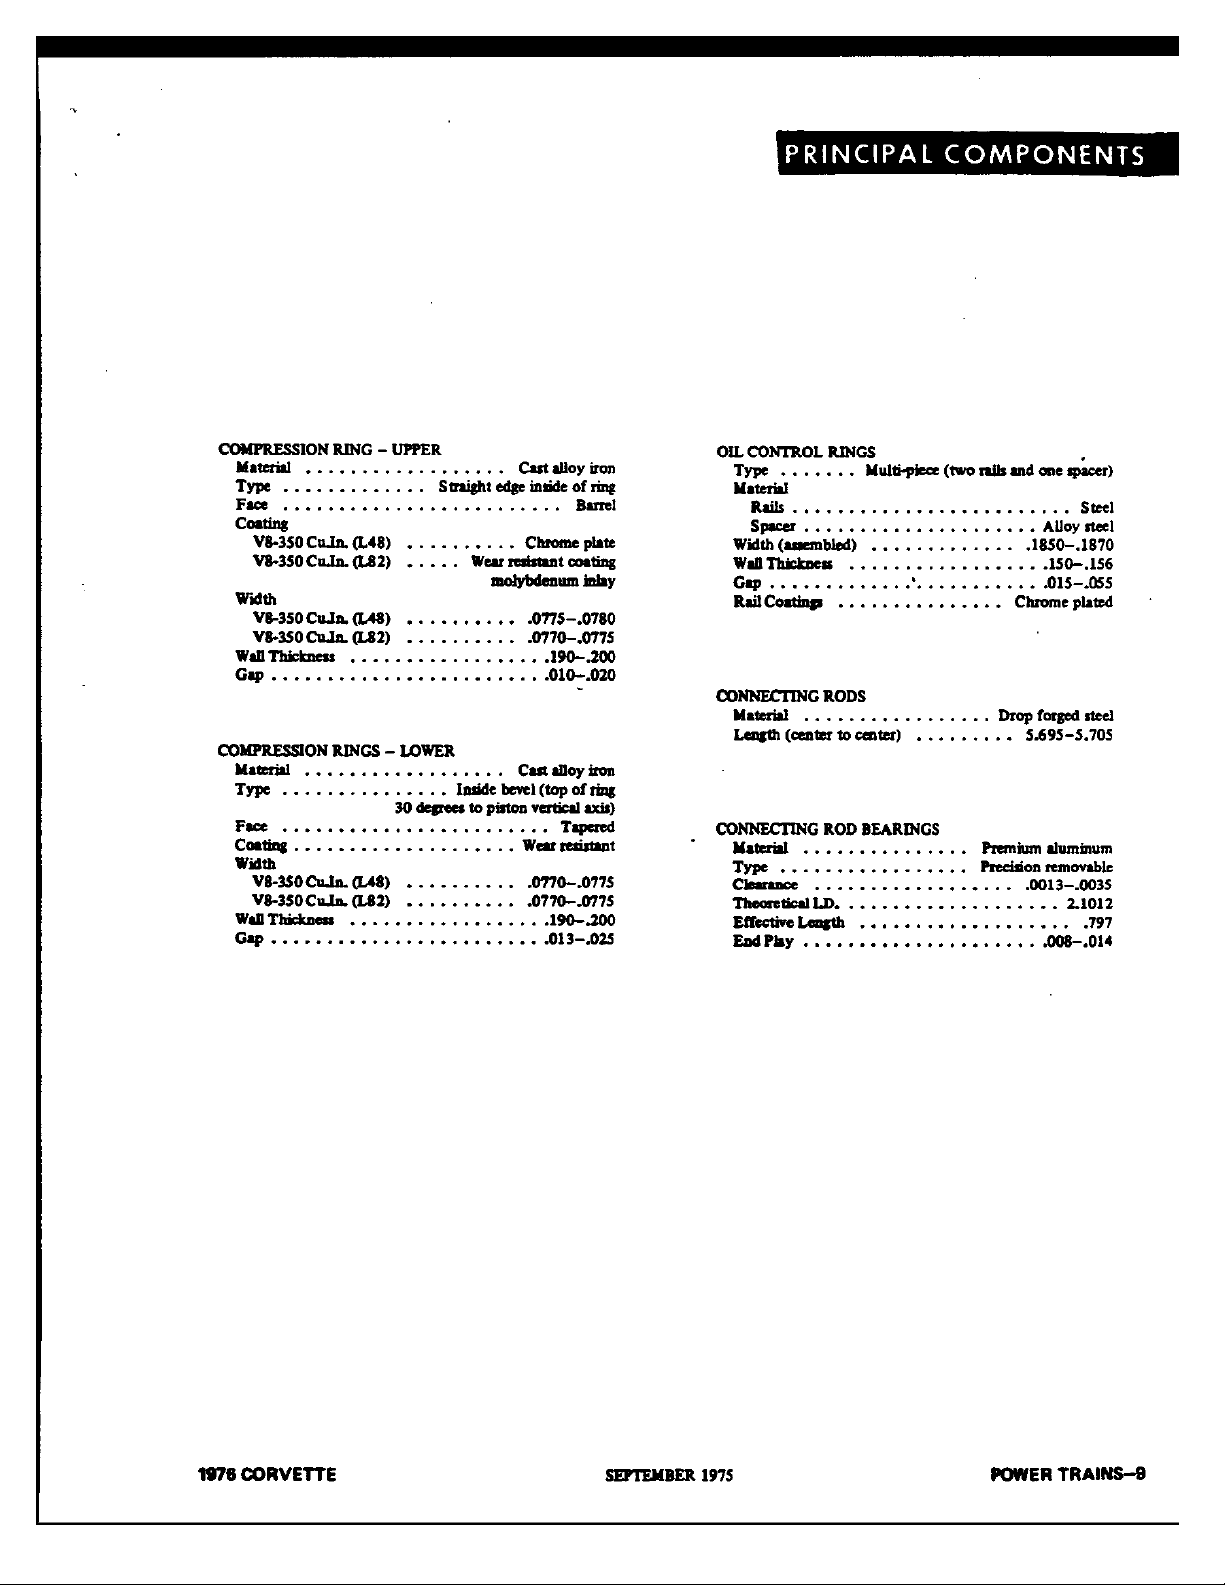 PRINCIPAL COMPONENTS
COMPRESSION RING – UPPER
Material . . . . . . . . . . . . . . . . . . Cast alloy iron
Type . . . . . . . . . . . . . Straight edge inside of ring
Face . . . . . . . . . . . . . . . . . . . . . . . . . Barrel
Coating
V8-350 Cu.In. (L48) . . . . . . . . . . Chrome plate
V8-350 Cu.In. (L82) . . . . . Wear resistant coating
molybdenum inlay
Width
V8-350 Cu.In. (L48) . . . . . . . . . . .0775–.0780
V8-350 Cu.In. (L82) . . . . . . . . . . .0770–.0775
Wall Thickness . . . . . . . . . . . . . . . . . . .190–.200
Gap . . . . . . . . . . . . . . . . . . . . . . . . .010–.020
COMPRESSION RINGS – LOWER
Material . . . . . . . . . . . . . . . . . . Cast alloy iron
Type . . . . . . . . . . . . . . . Inside bevel (top of ring
30 degrees to piston vertical axis)
Face . . . . . . . . . . . . . . . . . . . . . . . . Tapered
Coating . . . . . . . . . . . . . . . . . . . . Wear resistant
Width
V8-350 Cu.In. (L48) . . . . . . . . . . .0770–.0775
V8-350 Cu.In. (L82) . . . . . . . . . . .0770–.0775
Wall Thickness . . . . . . . . . . . . . . . . . . .190–.200
Gap . . . . . . . . . . . . . . . . . . . . . . . . .013–.025
OIL CONTROL RINGS
Type . . . . . . . Multi-piece (two rails and one spacer)
Material
Rails . . . . . . . . . . . . . . . . . . . . . . . . . Steel
Spacer . . . . . . . . . . . . . . . . . . . . . Alloy steel
Width (assembled) . . . . . . . . . . . . . .1850–.1870
Wall Thickness . . . . . . . . . . . . . . . . . . .150–.156
Gap . . . . . . . . . . . . . . . . . . . . . . . . .015–.055
Rail Coatings . . . . . . . . . . . . . . . Chrome plated
CONNECTING RODS
Material . . . . . . . . . . . . . . . . . Drop forged steel
Length (center to center) . . . . . . . . . 5.695–5.705
CONNECTING ROD BEARINGS
Material . . . . . . . . . . . . . . . Premium aluminum
Type . . . . . . . . . . . . . . . . . Precision removable
Clearance . . . . . . . . . . . . . . . . . . .0013–.0035
Theoretical I.D. . . . . . . . . . . . . . . . . . . . 2.1012
Effective Length . . . . . . . . . . . . . . . . . . . .797
End Play . . . . . . . . . . . . . . . . . . . . . .008–.014
1976 CORVETTE
SEPTEMBER 1975
POWER TRAINS–9